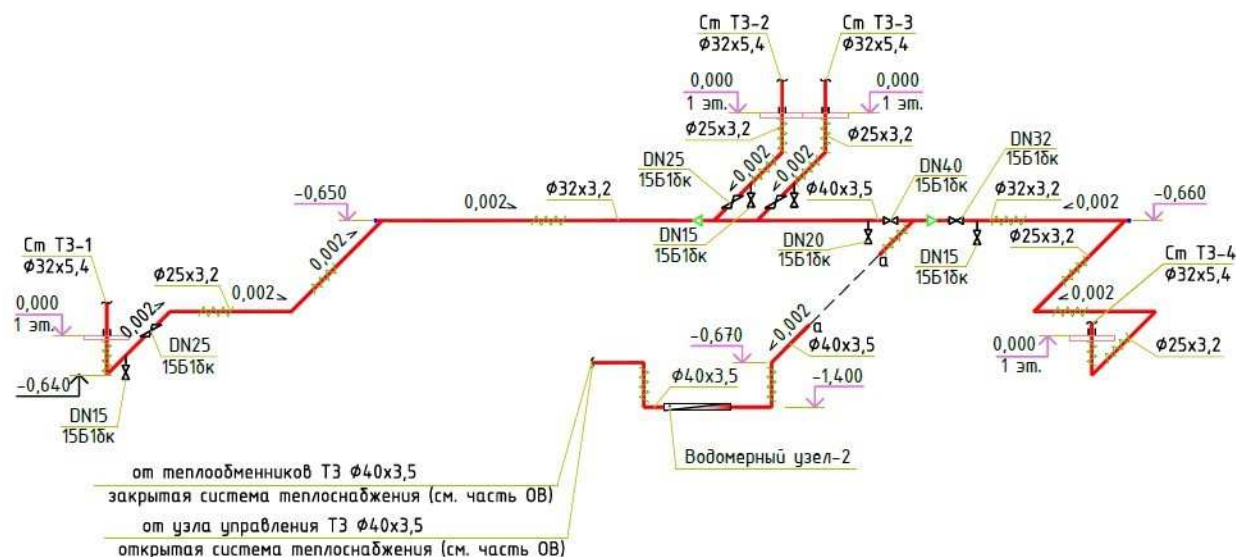 Ст Т3-2
Ф32х5,4
Ст Т3-3
Ф32х5,4
0,000
1 эт.
0,000
1 эт.
Ф25х3,2
Ф25х3,2
DN25
15Б1бк
0,002
0,002
DN40
15Б1бк
DN32
15Б1бк
-0,650
0,002
Ф32х3,2
Ф40х3,5
Ф32х3,2
0,002
-0,660
Ст Т3-1
Ф32х5,4
0,002
DN15
15Б1бк
DN20
15Б1бк
DN15
15Б1бк
Ф25х3,2
Ст Т3-4
Ф32х5,4
а
Ф25х3,2
0,002
0,002
0,000
1 эт.
0,002
DN25
15Б1бк
-0,640
DN15
15Б1бк
-0,670
0,002
а
Ф40х3,5
0,000
1 эт.
Ф25х3,2
Ф40х3,5
-1,400
Водомерный узел-2
от теплообменников Т3 Ф40х3,5
закрытая система теплоснабжения (см. часть ОВ)
от узла управления Т3 Ф40х3,5
открытая система теплоснабжения (см. часть ОВ)